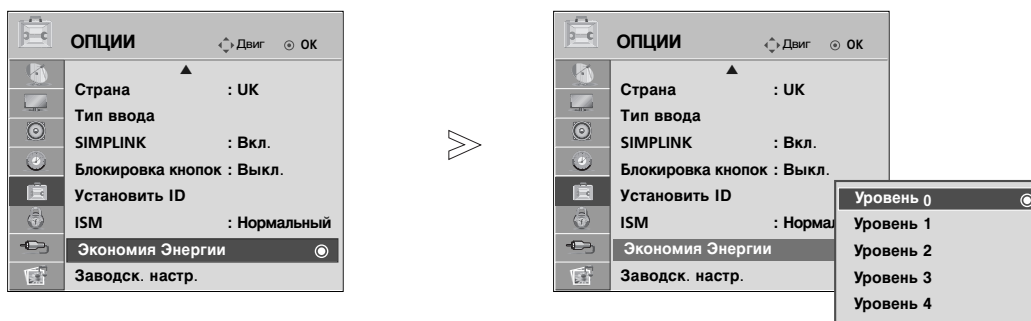 ОПЦИИ Двиг OK
Страна : UK
Тип ввода
SIMPLINK : Вкл.
Блокировка кнопок : Выкл.
Установить ID
ISM : Нормальный
Экономия Энергии
Заводск. настр.
ОПЦИИ Двиг OK
Страна : UK
Тип ввода
SIMPLINK : Вкл.
Блокировка кнопок : Выкл.
Установить ID
ISM : Нормал
Экономия Энергии
Заводск. настр.
Уровень 0
Уровень 1
Уровень 2
Уровень 3
Уровень 4